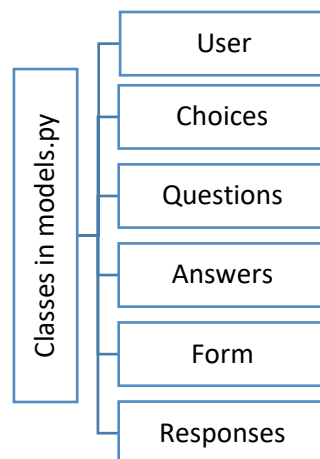 Classes in models.py
User
Choices
Questions
Answers
Form
Responses